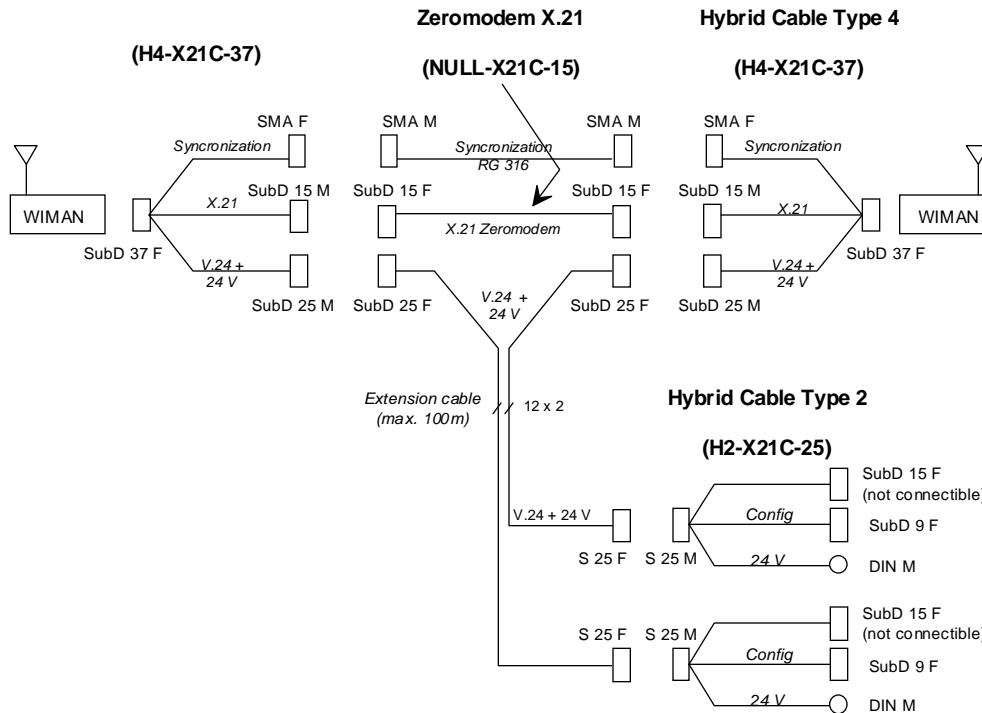 Zeromodem X.21
Hybrid Cable Type 4
(H4-X21C-37)
(NULL-X21C-15)
(H4-X21C-37)
SMA F
SMA M
SMA M
SMA F
Syncronization
Syncronization
RG 316
Syncronization
SubD 15 M
SubD 15 F
SubD 15 F
SubD 15 M
WIMAN
X.21
X.21 Zeromodem
X.21
WIMAN
SubD 37 F
SubD 37 F
V.24 +
24 V
V.24 +
24 V
V.24 +
24 V
SubD 25 M
SubD 25 F
SubD 25 F
SubD 25 M
Extension cable
(max. 100m)
12 x 2
Hybrid Cable Type 2
(H2-X21C-25)
SubD 15 F
(not connectible)
V.24 + 24 V
Config
SubD 9 F
S 25 F
S 25 M
24 V
DIN M
SubD 15 F
(not connectible)
S 25 F
S 25 M
Config
SubD 9 F
24 V
DIN M